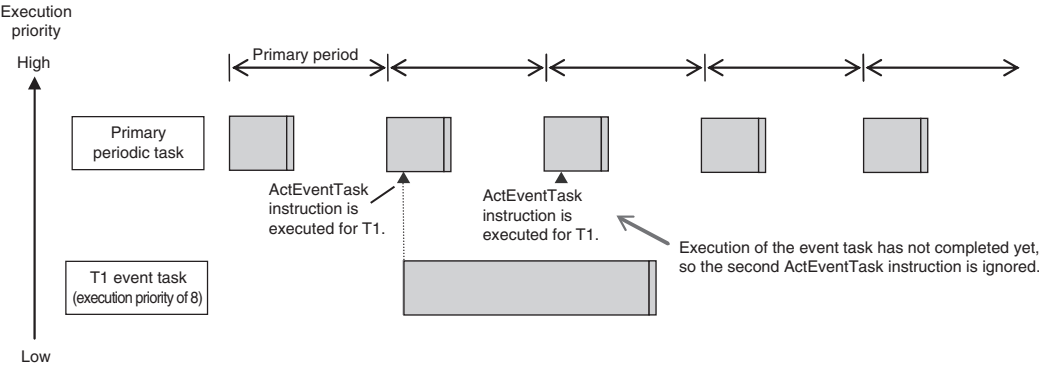 Execution
priority
High
Primary period
Primary
periodic task
ActEventTask
instruction is
executed for T1.
ActEventTask
instruction is
executed for T1.
Execution of the event task has not completed yet,
so the second ActEventTask instruction is ignored.
T1 event task
(execution priority of 8)
Low